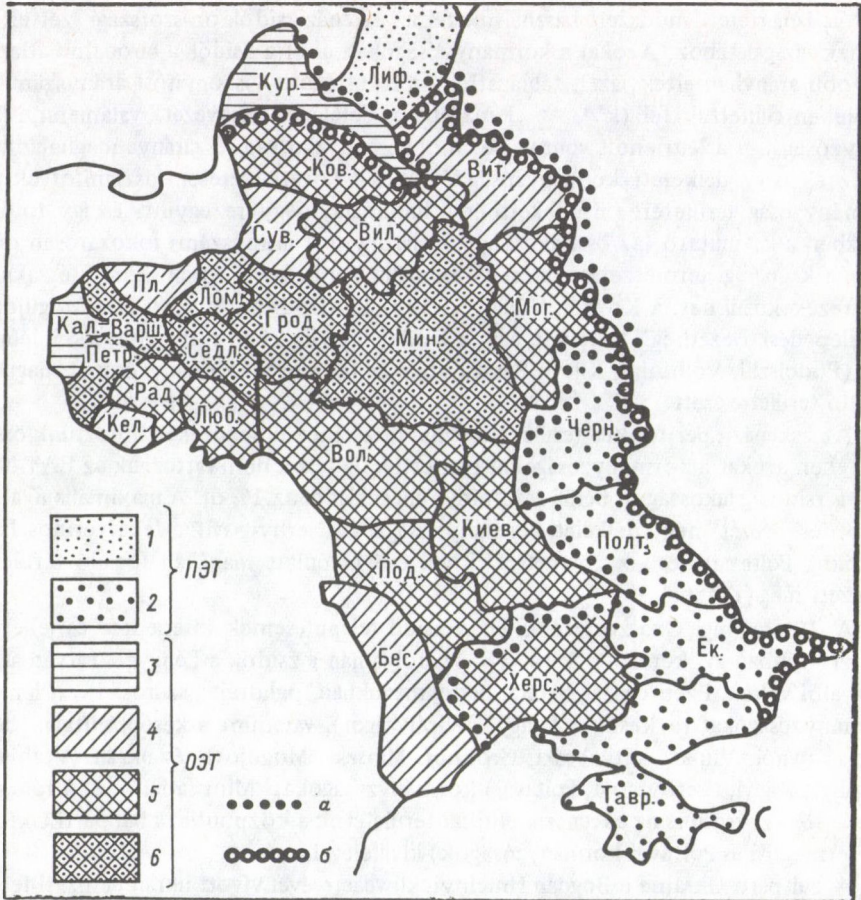 Кур.
Лиф.
Ков.
Вит.
Сув.
Вил.
Пл.
Лом.
Грод.
Мин.
Мог.
Кал.
Варш.
Петр.
Седл.
Рад.
Люб.
Кел.
Вол.
Черн.
Киев.
Полт.
Под.
Бес.
Херс.
Ек.
Тавр.
1
2
ПЭТ
3
4
ОЭТ
5
6
а
б